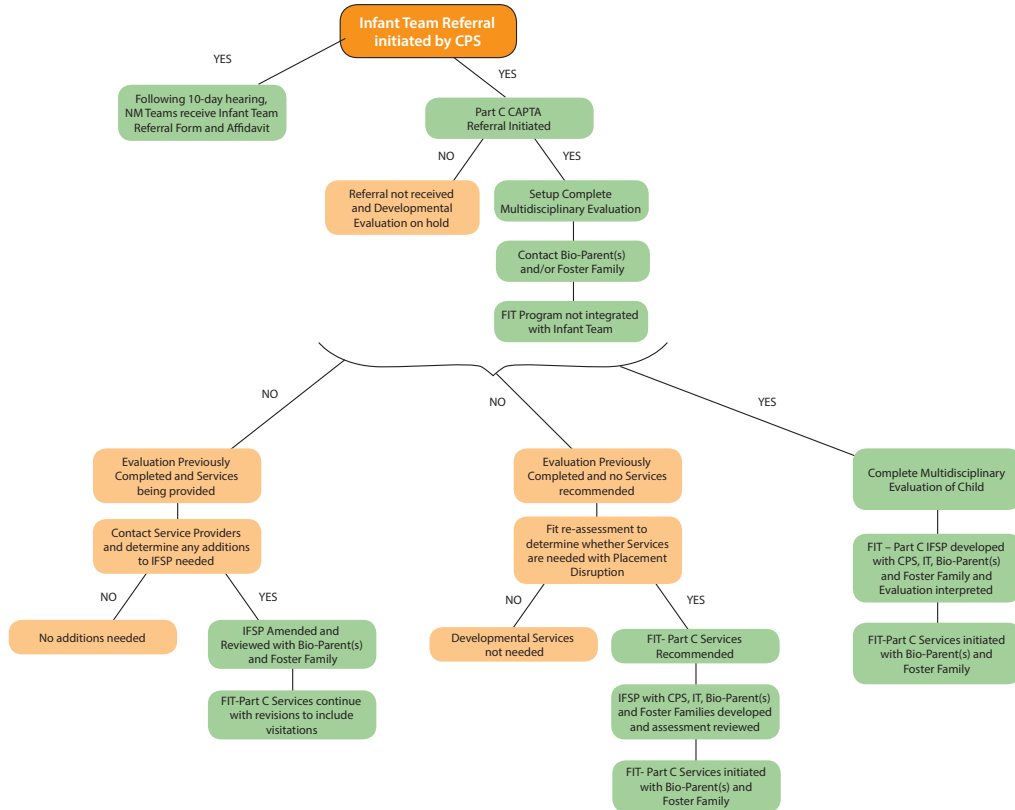 Infant Team Referral
initiated by CPS
YES
YES
Following 10-day hearing,
NM Teams receive Infant Team
Referral Form and Affidavit
Part C CAPTA
Referral Initiated
NO
YES
Referral not received
and Developmental
Evaluation on hold
Setup Complete
Multidisciplinary Evaluation
Contact Bio-Parent(s)
and/or Foster Family
FIT Program not integrated
with Infant Team
NO
NO
YES
Evaluation Previously
Completed and Services
being provided
Evaluation Previously
Completed and no Services
recommended
Complete Multidisciplinary
Evaluation of Child
Contact Service Providers
and determine any additions
to IFSP needed
Fit re-assessment to
determine whether Services
are needed with Placement
Disruption
FIT – Part C IFSP developed
with CPS, IT, Bio-Parent(s)
and Foster Family and
Evaluation interpreted
NO
YES
NO
YES
No additions needed
IFSP Amended and
Reviewed with Bio-Parent(s)
and Foster Family
Developmental Services
not needed
FIT- Part C Services
Recommended
FIT-Part C Services initiated
with Bio-Parent(s) and
Foster Family
FIT-Part C Services continue
with revisions to include
visitations
IFSP with CPS, IT, Bio-Parent(s)
and Foster Families developed
and assessment reviewed
FIT- Part C Services initiated
with Bio-Parent(s) and
Foster Family